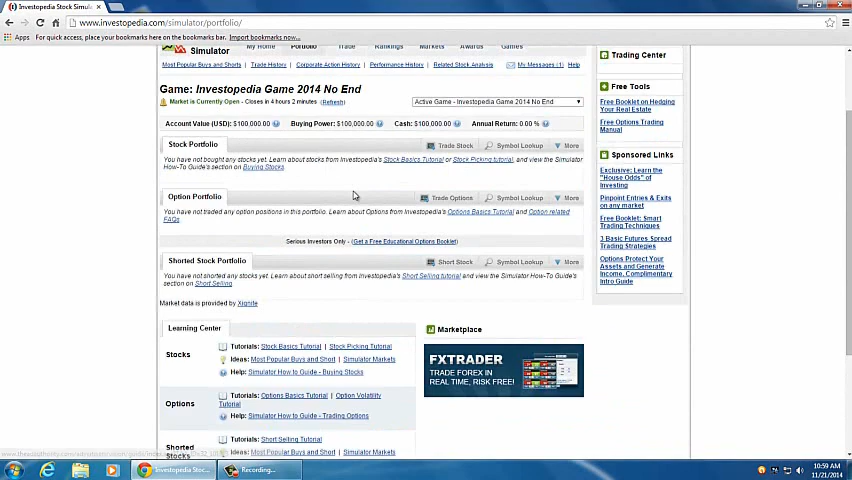 Investopedia Stock Simula
www.investopedia.com/simulator/portfolio/
Apps For quick access, place your bookmarks here on the bookmarks bar. Import bookmarks now...
Simulator My Home Portfolio Trade Rankings Markets Awards Games
Most Popular Buys and Shorts Trade History Corporate Action History Performance History Related Stock Analysis My Messages (1) Help
Game: Investopedia Game 2014 No End
Market is Currently Open - Closes in 4 hours 2 minutes (Refresh)
Active Game - Investopedia Game 2014 No End
Account Value (USD): $100,000.00 Buying Power: $100,000.00 Cash: $100,000.00 Annual Return: 0.00 %
Stock Portfolio Trade Stock Symbol Lookup More
You have not bought any stocks yet. Learn about stocks from Investopedia's Stock Basics Tutorial or Stock Picking tutorial, and view the Simulator
How-To Guide's section on Buying Stocks.
Option Portfolio Trade Options Symbol Lookup More
You have not traded any option positions in this portfolio. Learn about Options from Investopedia's Options Basics Tutorial and Option related
FAQs
Serious Investors Only - (Get a Free Educational Options Booklet)
Shorted Stock Portfolio Short Stock Symbol Lookup More
You have not shorted any stocks yet. Learn about short selling from Investopedia's Short Selling tutorial and view the Simulator How-To Guide's
section on Short Selling.
Market data is provided by Xignite
Learning Center
Stocks
Tutorials: Stock Basics Tutorial Stock Picking Tutorial
Ideas: Most Popular Buys and Short Simulator Markets
Help: Simulator How to Guide - Buying Stocks
Options
Tutorials: Options Basics Tutorial Option Volatility
Tutorial
Help: Simulator How to Guide - Trading Options
Shorted
Stocks
Tutorials: Short Selling Tutorial
Ideas: Most Popular Buys and Short Simulator Markets
Marketplace
FXTRADER
TRADE FOREX IN
REAL TIME, RISK FREE!
Trading Center
Free Tools
Free Booklet on Hedging
Your Real Estate
Free Options Trading
Manual
Sponsored Links
Exclusive: Learn the
"House Odds" of
Investing
Pinpoint Entries & Exits
on any market
Free Booklet: Smart
Trading Techniques
3 Basic Futures Spread
Trading Strategies
Options Protect Your
Assets and Generate
Income, Complimentary
Intro Guide
Investopedia Stoc...
Recording...
10:59 AM
11/21/2014